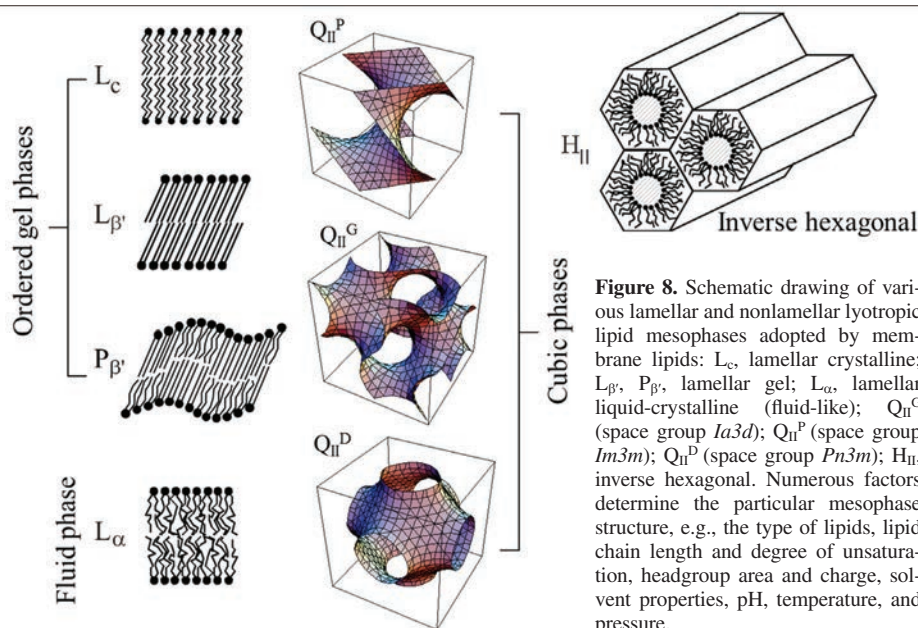 Ordered gel phases
L_c
L_β'
P_β'
Fluid phase
L_α
Q_II^P
Q_II^G
Q_II^D
Cubic phases
H_II
Inverse hexagonal
Figure 8. Schematic drawing of vari-
ous lamellar and nonlamellar lyotropic
lipid mesophases adopted by mem-
brane lipids: L_c, lamellar crystalline;
L_β', P_β', lamellar gel; L_α, lamellar
liquid-crystalline (fluid-like); Q_II^G
(space group Ia3d); Q_II^P (space group
Im3m); Q_II^D (space group Pn3m); H_II,
inverse hexagonal. Numerous factors
determine the particular mesophase
structure, e.g., the type of lipids, lipid
chain length and degree of unsatura-
tion, headgroup area and charge, sol-
vent properties, pH, temperature, and
pressure.